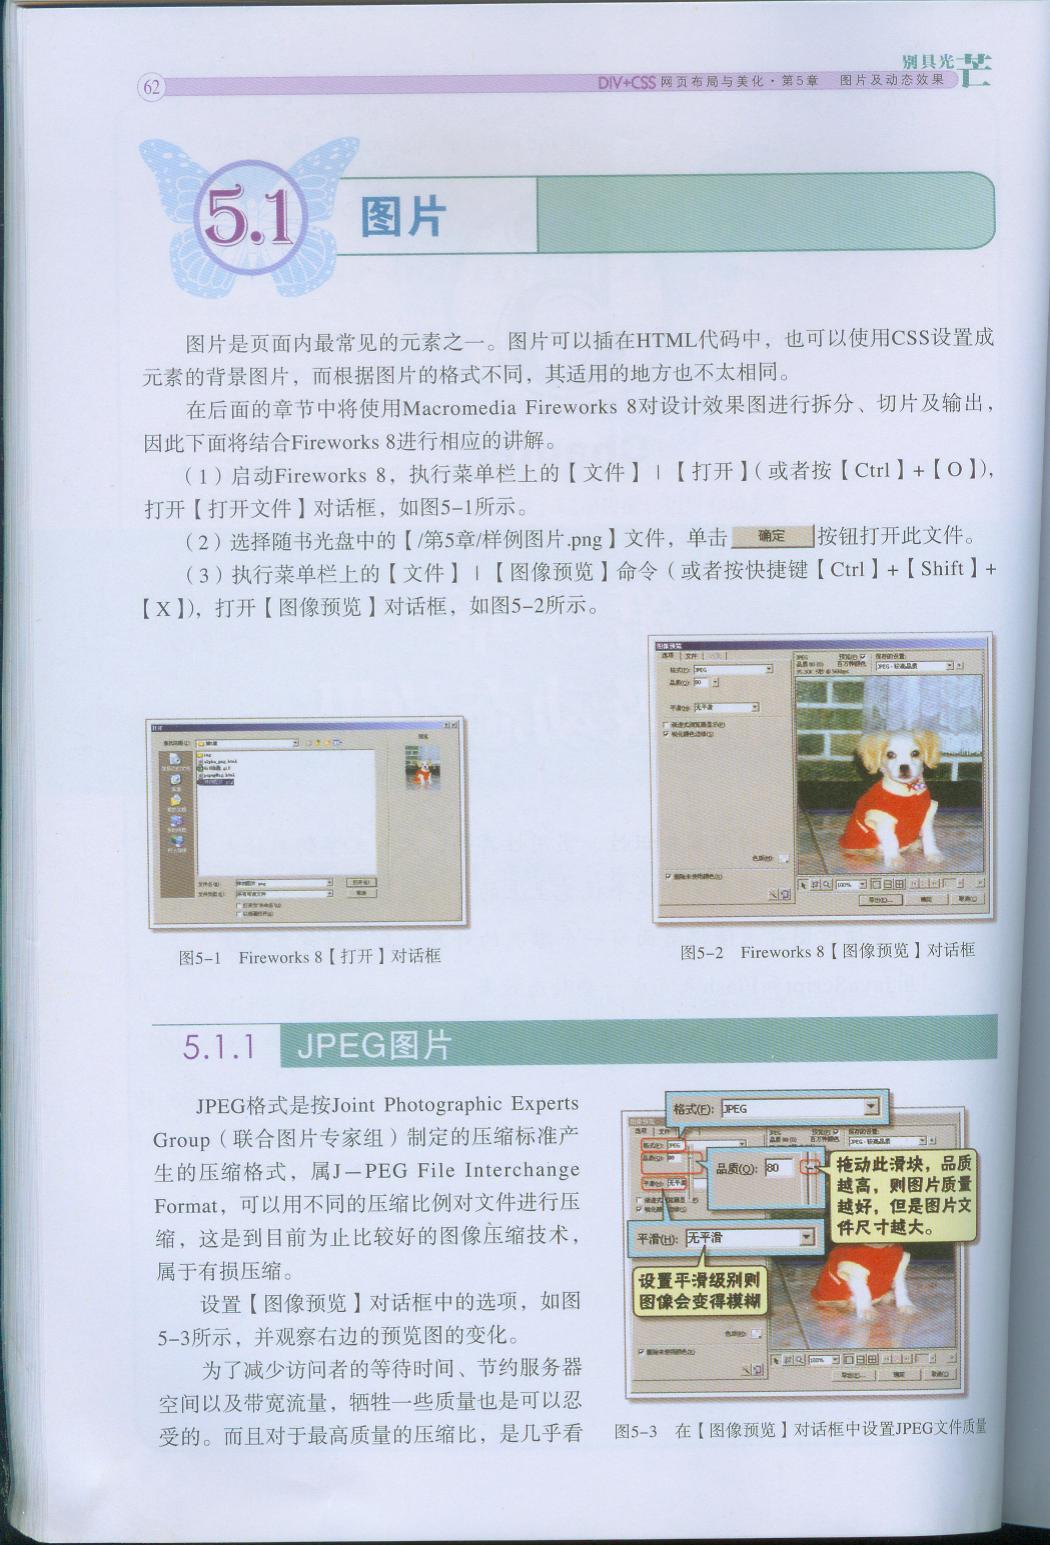 别具光芒
62
DIV+CSS 网页布局与美化·第5章 图片及动态效果
5.1 图片
图片是页面内最常见的元素之一。图片可以插在HTML代码中，也可以使用CSS设置成
元素的背景图片，而根据图片的格式不同，其适用的地方也不太相同。
在后面的章节中将使用Macromedia Fireworks 8对设计效果图进行拆分、切片及输出，
因此下面将结合Fireworks 8进行相应的讲解。
（1）启动Fireworks 8，执行菜单栏上的【文件】|【打开】（或者按【Ctrl】+【O】），
打开【打开文件】对话框，如图5-1所示。
（2）选择随书光盘中的【/第5章/样例图片.png】文件，单击 确定 按钮打开此文件。
（3）执行菜单栏上的【文件】|【图像预览】命令（或者按快捷键【Ctrl】+【Shift】+
【X】），打开【图像预览】对话框，如图5-2所示。
图5-1 Fireworks 8【打开】对话框
图5-2 Fireworks 8【图像预览】对话框
5.1.1 JPEG图片
JPEG格式是按Joint Photographic Experts
Group（联合图片专家组）制定的压缩标准产
生的压缩格式，属J—PEG File Interchange
Format，可以用不同的压缩比例对文件进行压
缩，这是到目前为止比较好的图像压缩技术，
属于有损压缩。
设置【图像预览】对话框中的选项，如图
5-3所示，并观察右边的预览图的变化。
为了减少访问者的等待时间、节约服务器
空间以及带宽流量，牺牲一些质量也是可以忍
受的。而且对于最高质量的压缩比，是几乎看
格式(F): JPEG
品质(Q): 80
拖动此滑块，品质
越高，则图片质量
越好，但是图片文
件尺寸越大。
平滑(H): 无平滑
设置平滑级别则
图像会变得模糊
图5-3 在【图像预览】对话框中设置JPEG文件质量